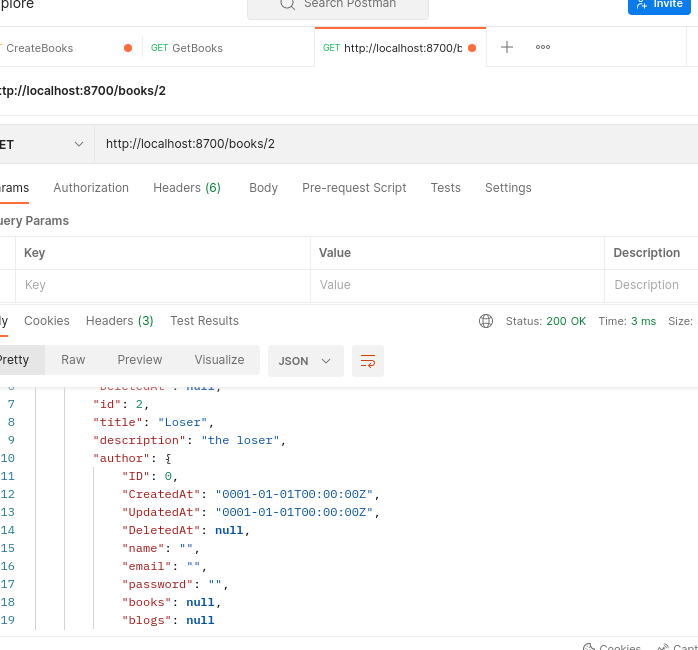 plore
Search Postman
Invite
CreateBooks
GET GetBooks
GET http://localhost:8700/b
ttp://localhost:8700/books/2
ET
http://localhost:8700/books/2
arams
Authorization
Headers (6)
Body
Pre-request Script
Tests
Settings
uery Params
Key
Value
Description
Key
Value
Description
ly
Cookies
Headers (3)
Test Results
Status: 200 OK
Time: 3 ms
Size:
Pretty
Raw
Preview
Visualize
JSON
6 "DeletedAt": null,
7 "id": 2,
8 "title": "Loser",
9 "description": "the loser",
10 "author": {
11 "ID": 0,
12 "CreatedAt": "0001-01-01T00:00:00Z",
13 "UpdatedAt": "0001-01-01T00:00:00Z",
14 "DeletedAt": null,
15 "name": "",
16 "email": "",
17 "password": "",
18 "books": null,
19 "blogs": null
Cookies
Capt